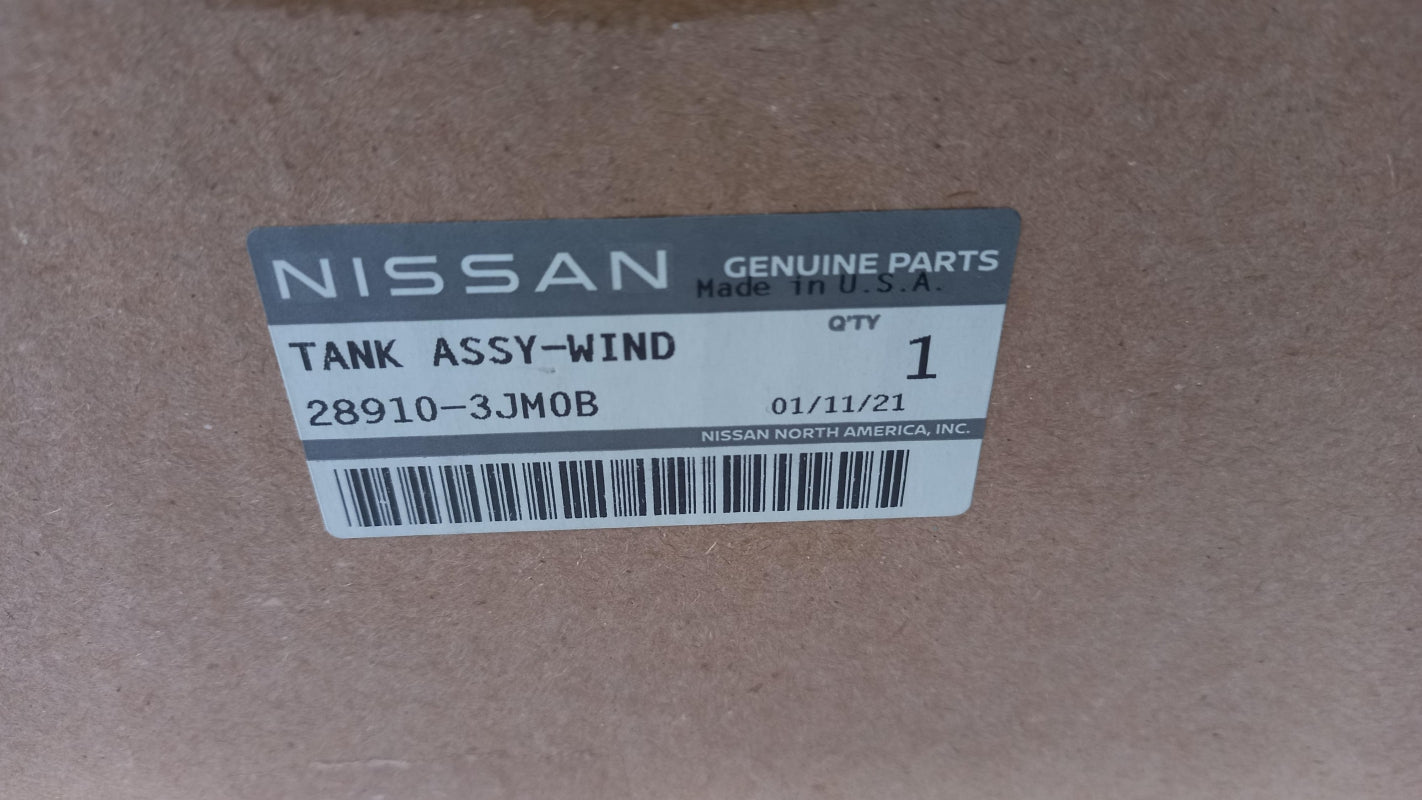 NISSAN GENUINE PARTS
Made in U.S.A.
TANK ASSY-WIND
Q'TY
1
28910-3JM0B
01/11/21
NISSAN NORTH AMERICA, INC.